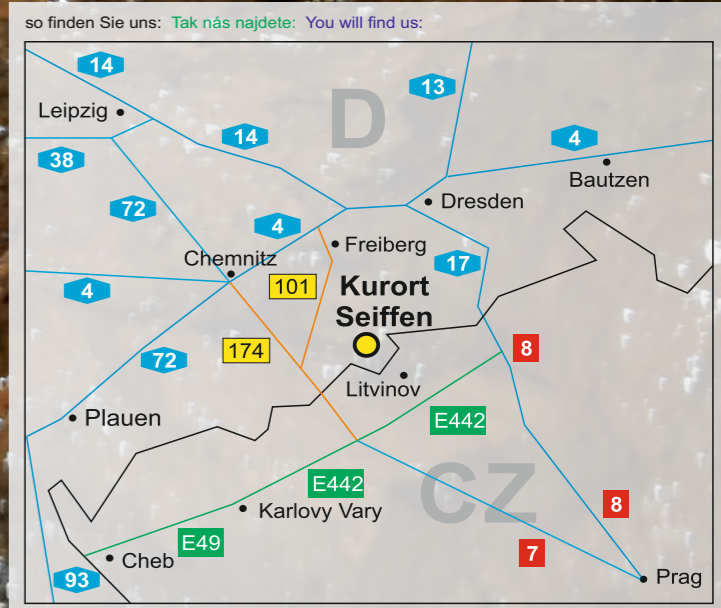 so finden Sie uns: Tak nás najdete: You will find us:
14
13
Leipzig
D
14
4
38
Bautzen
72
Dresden
4
Freiberg
17
Chemnitz
101
4
Kurort
Seiffen
174
8
72
Litvinov
Plauen
E442
E442
CZ
8
Karlovy Vary
E49
7
Cheb
93
Prag